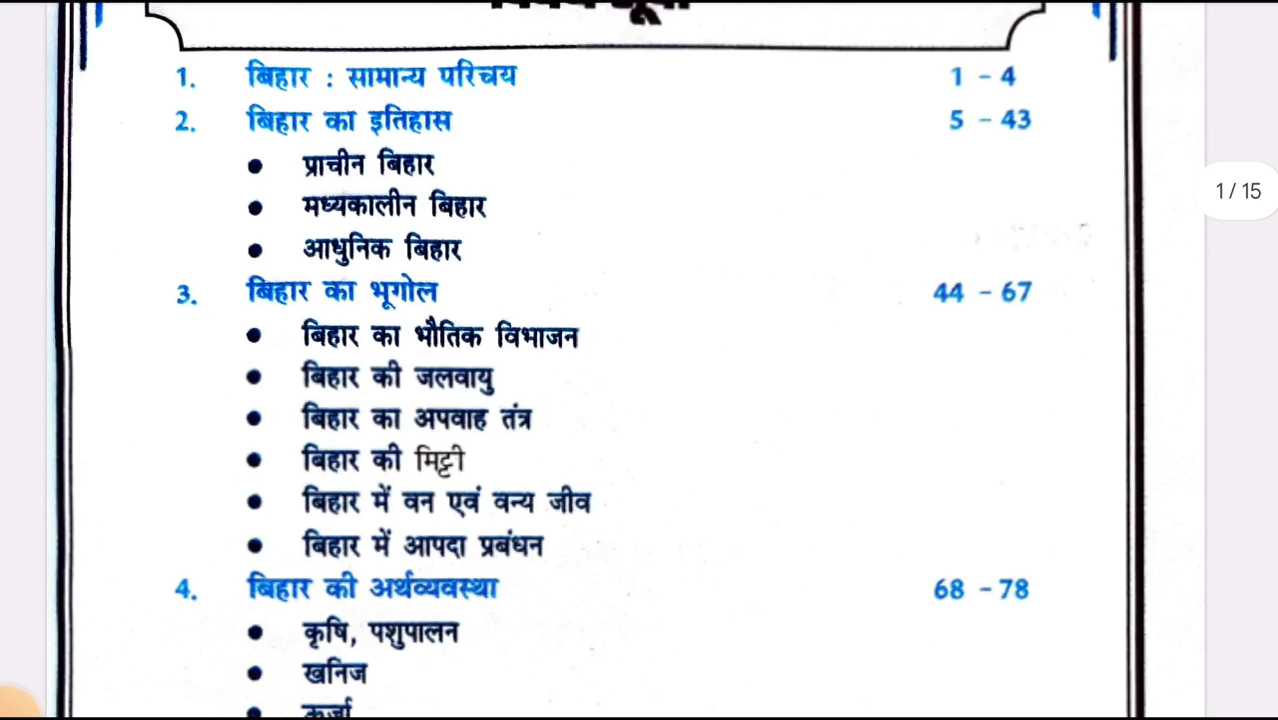 1. बिहार : सामान्य परिचय 1 - 4
2. बिहार का इतिहास 5 - 43
• प्राचीन बिहार
• मध्यकालीन बिहार
• आधुनिक बिहार
3. बिहार का भूगोल 44 - 67
• बिहार का भौतिक विभाजन
• बिहार की जलवायु
• बिहार का अपवाह तंत्र
• बिहार की मिट्टी
• बिहार में वन एवं वन्य जीव
• बिहार में आपदा प्रबंधन
4. बिहार की अर्थव्यवस्था 68 - 78
• कृषि, पशुपालन
• खनिज
• ऊर्जा
1 / 15